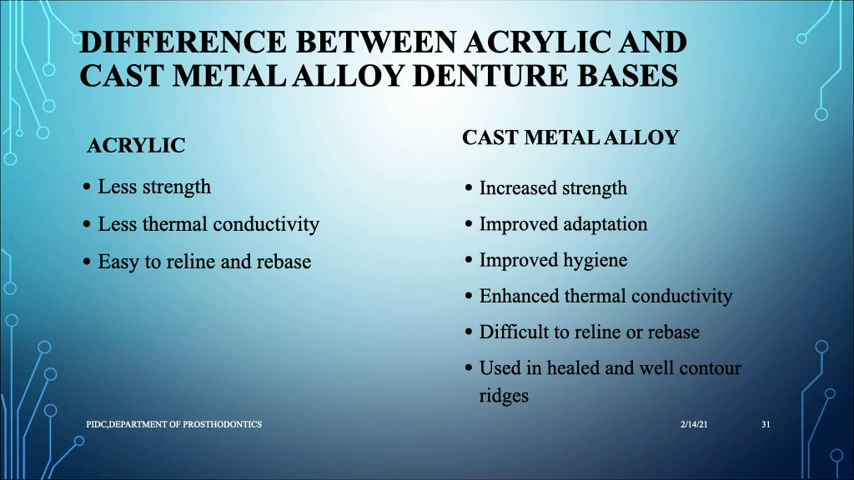 DIFFERENCE BETWEEN ACRYLIC AND
CAST METAL ALLOY DENTURE BASES
ACRYLIC
• Less strength
• Less thermal conductivity
• Easy to reline and rebase
CAST METAL ALLOY
• Increased strength
• Improved adaptation
• Improved hygiene
• Enhanced thermal conductivity
• Difficult to reline or rebase
• Used in healed and well contour
ridges
PIDC,DEPARTMENT OF PROSTHODONTICS
2/14/21
31